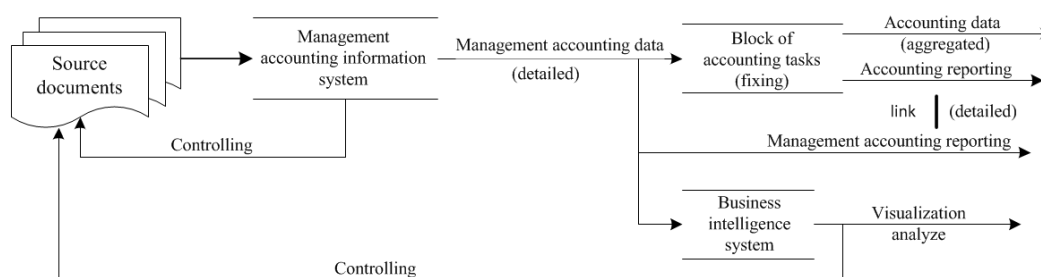 Source
documents
Management
accounting information
system
Controlling
Management accounting data
(detailed)
Block of
accounting tasks
(fixing)
Accounting data
(aggregated)
Accounting reporting
link
(detailed)
Management accounting reporting
Business
intelligence
system
Visualization
analyze
Controlling